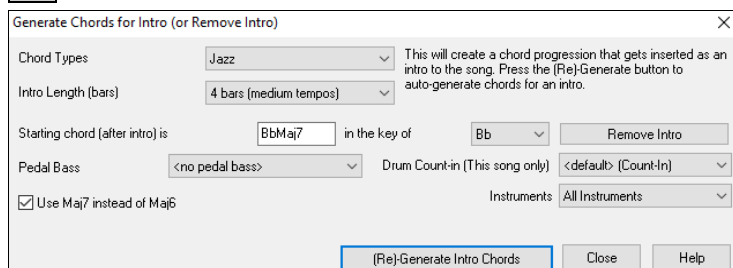 Generate Chords for Intro (or Remove Intro)
Chord Types Jazz This will create a chord progression that gets inserted as an
intro to the song. Press the (Re)-Generate button to
Intro Length (bars) 4 bars (medium tempos) auto-generate chords for an intro.
Starting chord (after intro) is BbMaj7 in the key of Bb Remove Intro
Pedal Bass <no pedal bass> Drum Count-in (This song only) <default> (Count-In)
Use Maj7 instead of Maj6 Instruments All Instruments
(Re)-Generate Intro Chords Close Help